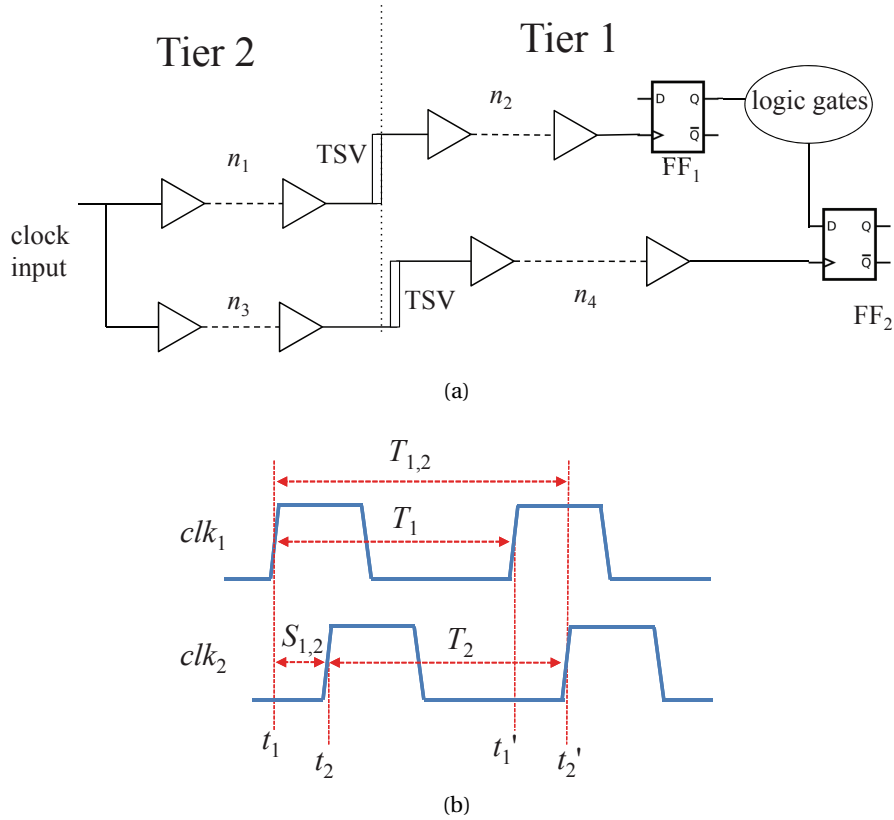 Tier 2
Tier 1
n2
D Q
Q̅
FF1
logic gates
TSV
n1
clock
input
D Q
Q̅
FF2
n3
TSV
n4
(a)
T1,2
clk1
T1
S1,2
T2
clk2
t1
t2
t1'
t2'
(b)